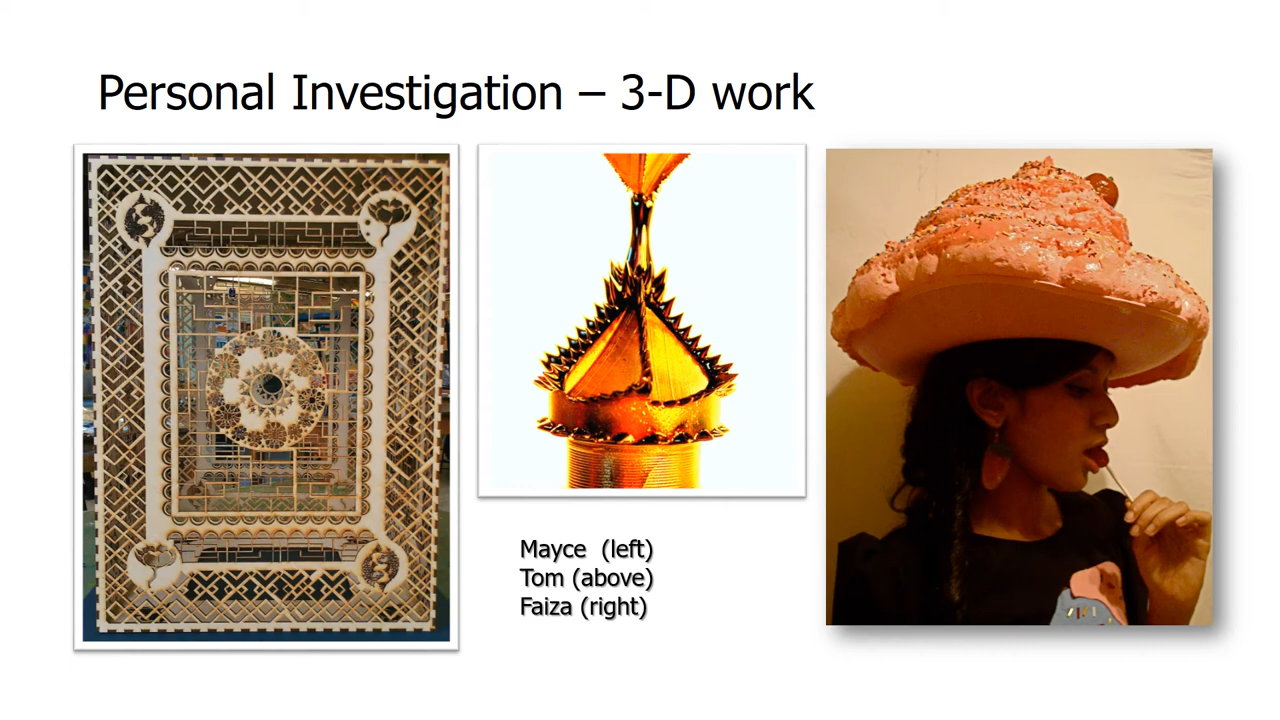 Personal Investigation – 3-D work
Mayce (left)
Tom (above)
Faiza (right)